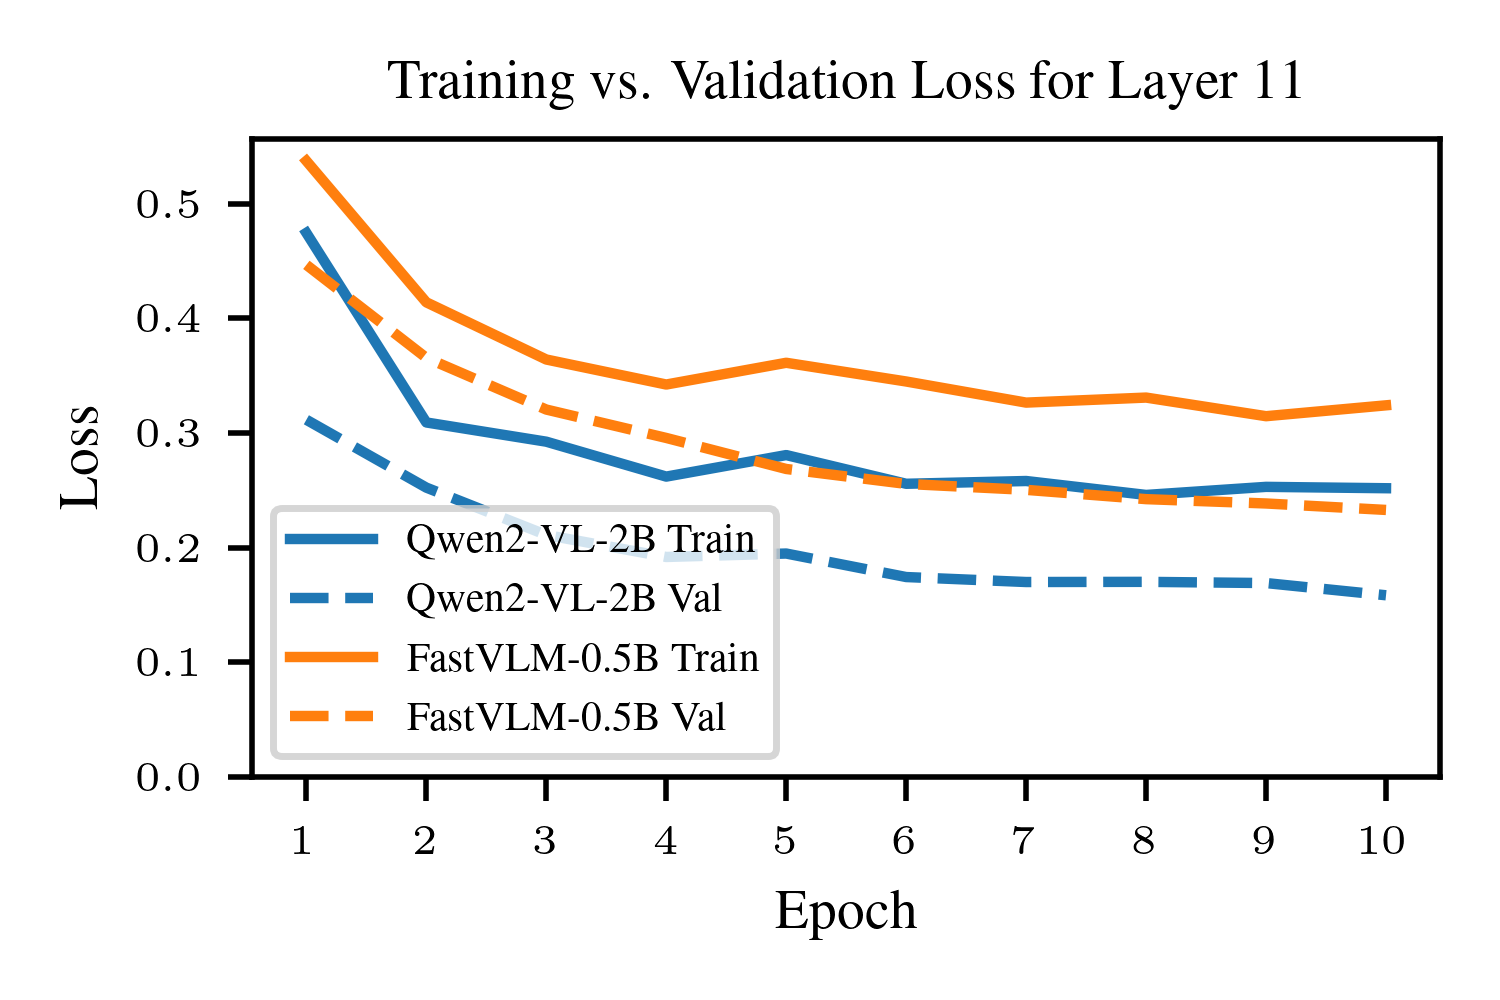 Training vs. Validation Loss for Layer 11
Loss
0.5
0.4
0.3
0.2
0.1
0.0
Qwen2-VL-2B Train
Qwen2-VL-2B Val
FastVLM-0.5B Train
FastVLM-0.5B Val
1 2 3 4 5 6 7 8 9 10
Epoch